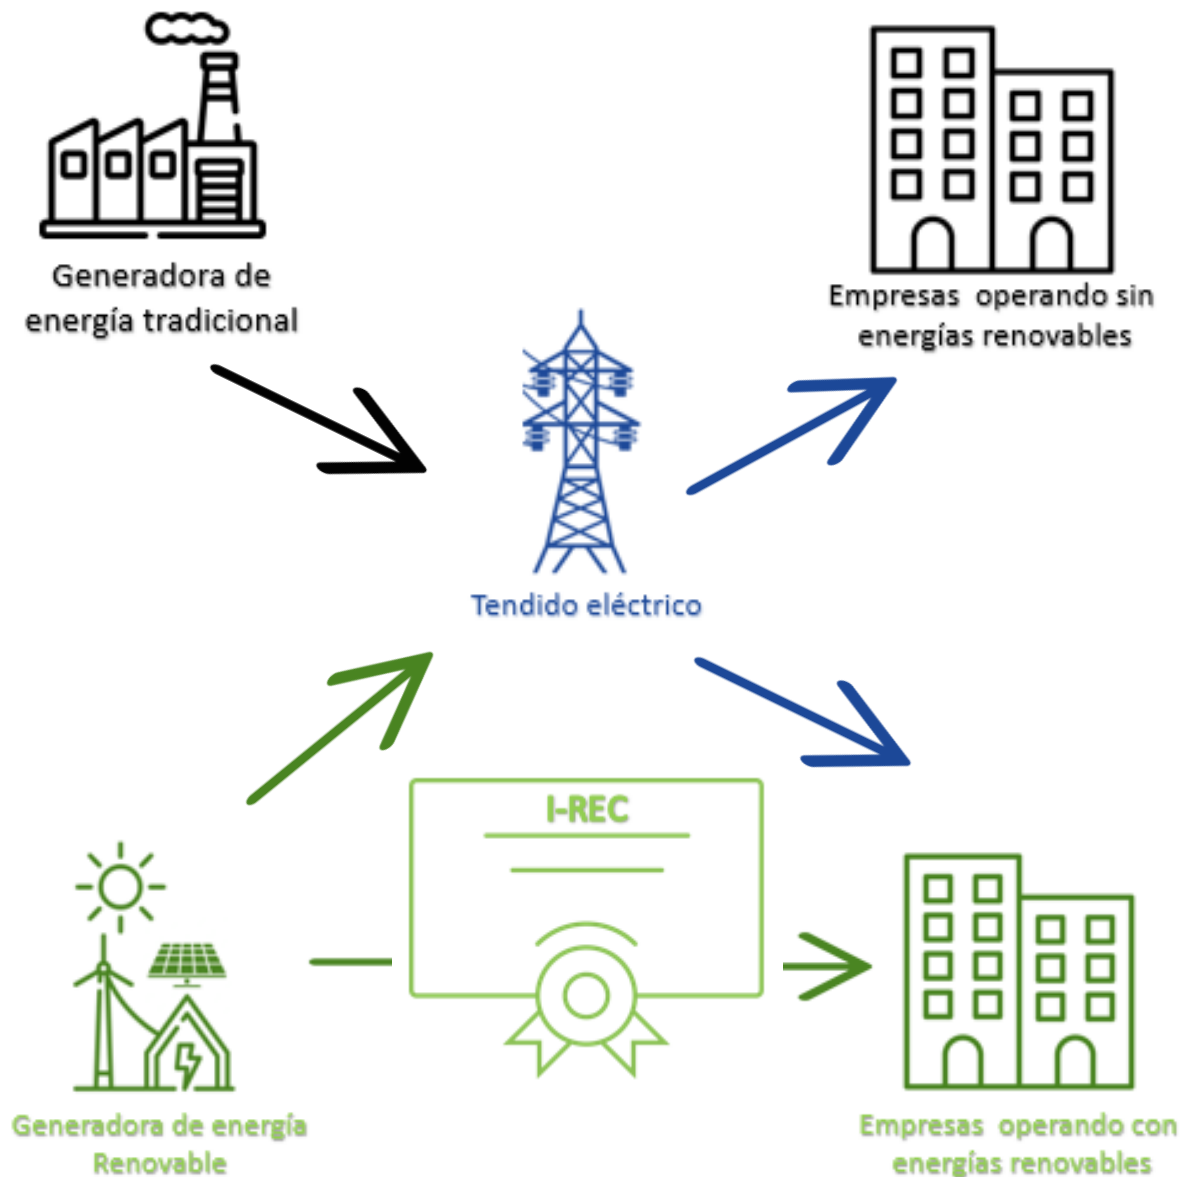 Generadora de
energía tradicional
Empresas operando sin
energías renovables
Tendido eléctrico
I-REC
Generadora de energía
Renovable
Empresas operando con
energías renovables